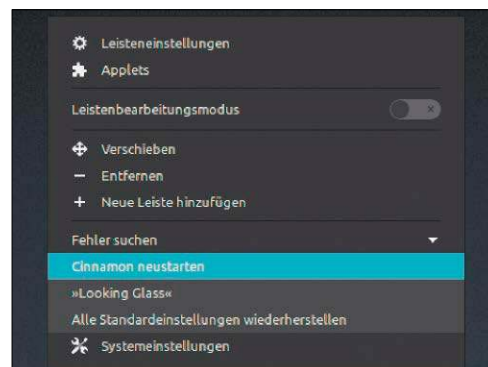 Leisteneinstellungen
Applets
Leistenbearbeitungsmodus
Verschieben
Entfernen
Neue Leiste hinzufügen
Fehler suchen
Cinnamon neustarten
»Looking Glass«
Alle Standardeinstellungen wiederherstellen
Systemeinstellungen